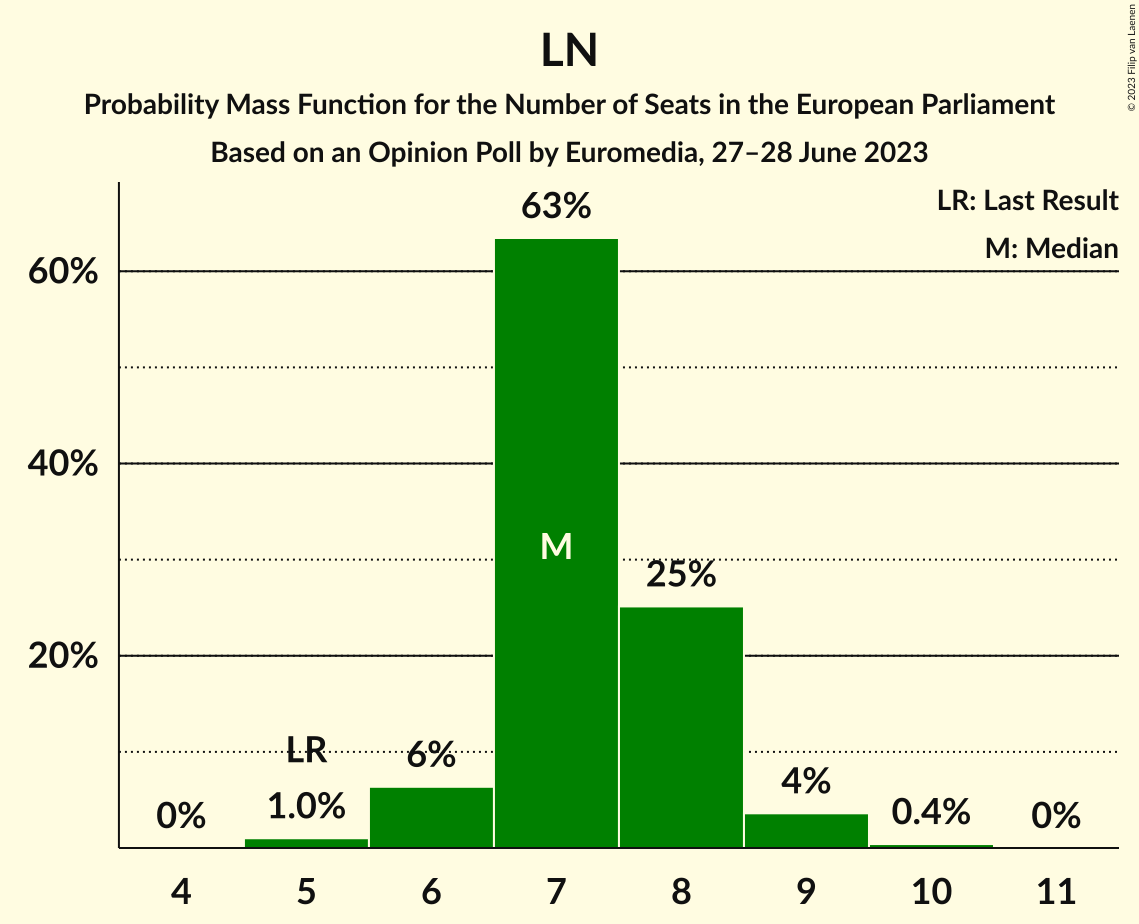 LN
Probability Mass Function for the Number of Seats in the European Parliament
Based on an Opinion Poll by Euromedia, 27–28 June 2023
© 2023 Filip van Laenen
LR: Last Result
M: Median
63%
60%
40%
M
25%
20%
LR
6%
4%
1.0%
0.4%
0%
0%
4 5 6 7 8 9 10 11